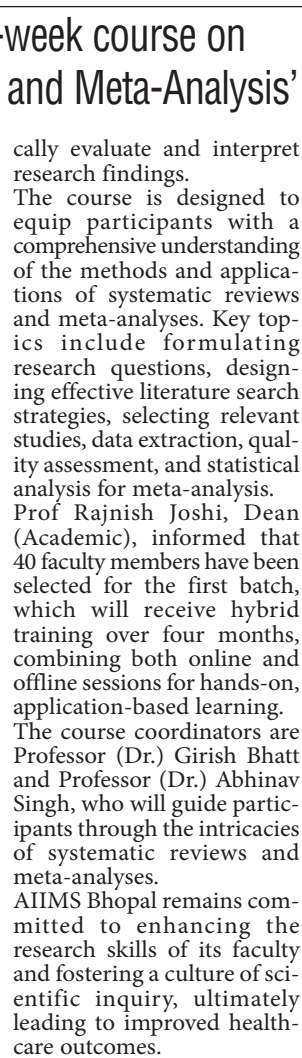 -week course on
and Meta-Analysis’
cally evaluate and interpret
research findings.
The course is designed to
equip participants with a
comprehensive understanding
of the methods and applica-
tions of systematic reviews
and meta-analyses. Key top-
ics include formulating
research questions, design-
ing effective literature search
strategies, selecting relevant
studies, data extraction, qual-
ity assessment, and statistical
analysis for meta-analysis.
Prof Rajnish Joshi, Dean
(Academic), informed that
40 faculty members have been
selected for the first batch,
which will receive hybrid
training over four months,
combining both online and
offline sessions for hands-on,
application-based learning.
The course coordinators are
Professor (Dr.) Girish Bhatt
and Professor (Dr.) Abhinav
Singh, who will guide partic-
ipants through the intricacies
of systematic reviews and
meta-analyses.
AIIMS Bhopal remains com-
mitted to enhancing the
research skills of its faculty
and fostering a culture of sci-
entific inquiry, ultimately
leading to improved health-
care outcomes.